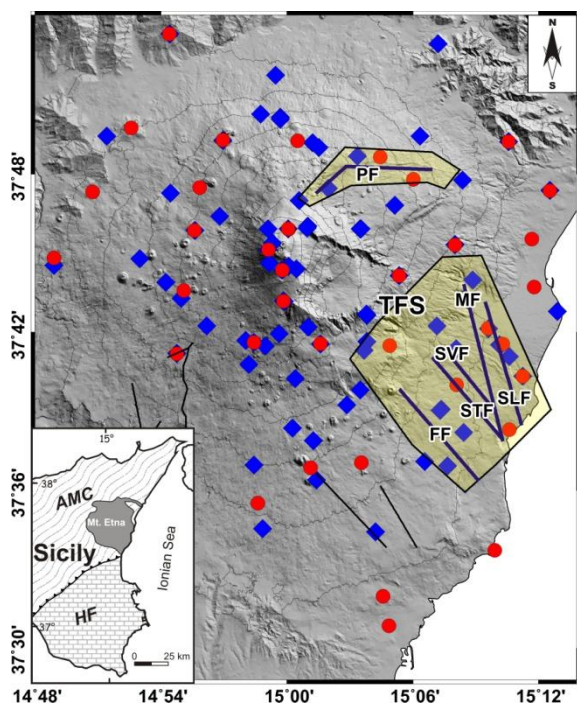 N
S
37°48'
PF
TFS
MF
37°42'
SVF
SLF
STF
FF
15°
38°
AMC
Mt. Etna
37°36'
Sicily
Ionian Sea
HF
37°
0 25 km
37°30'
14°48' 14°54' 15°00' 15°06' 15°12'